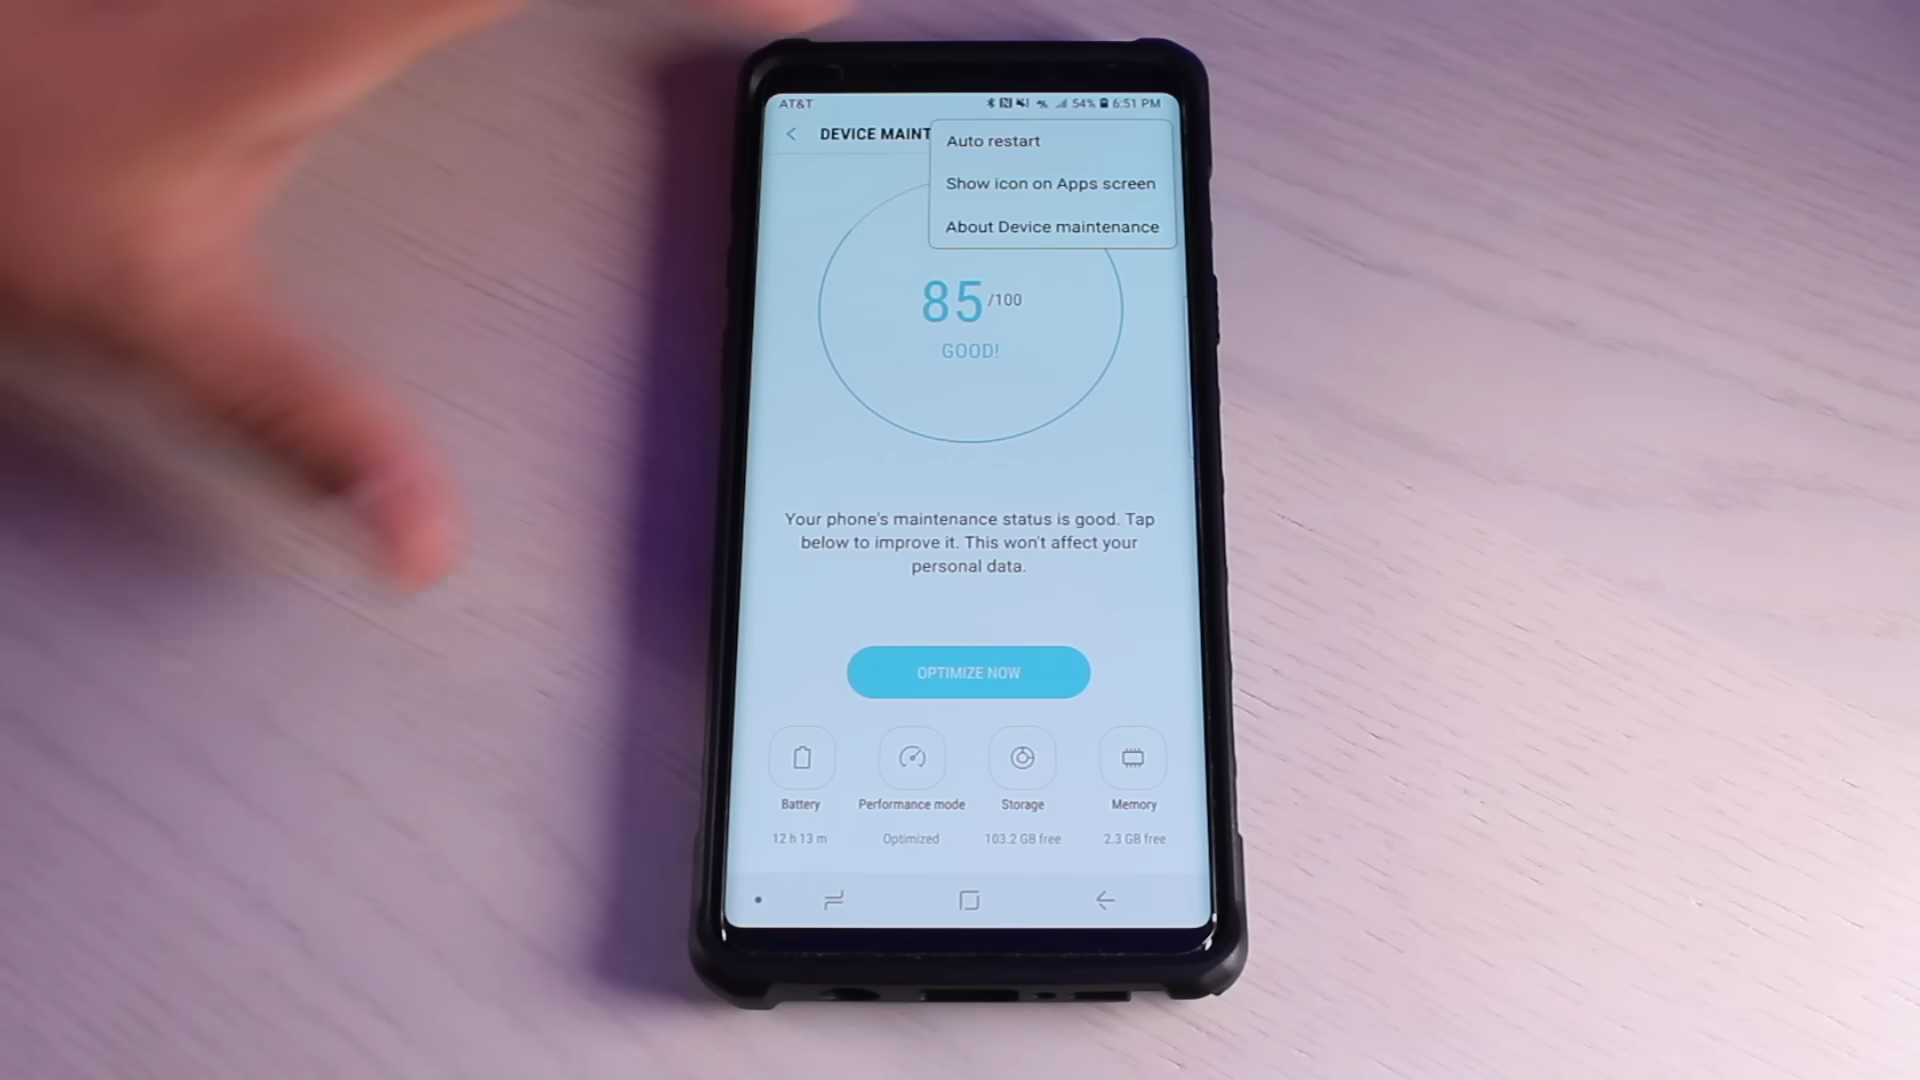 AT&T
54% 6:51 PM
DEVICE MAINT
Auto restart
Show icon on Apps screen
About Device maintenance
85/100
GOOD!
Your phone's maintenance status is good. Tap
below to improve it. This won't affect your
personal data.
OPTIMIZE NOW
Battery Performance mode Storage Memory
12 h 13 m Optimized 103.2 GB free 2.3 GB free